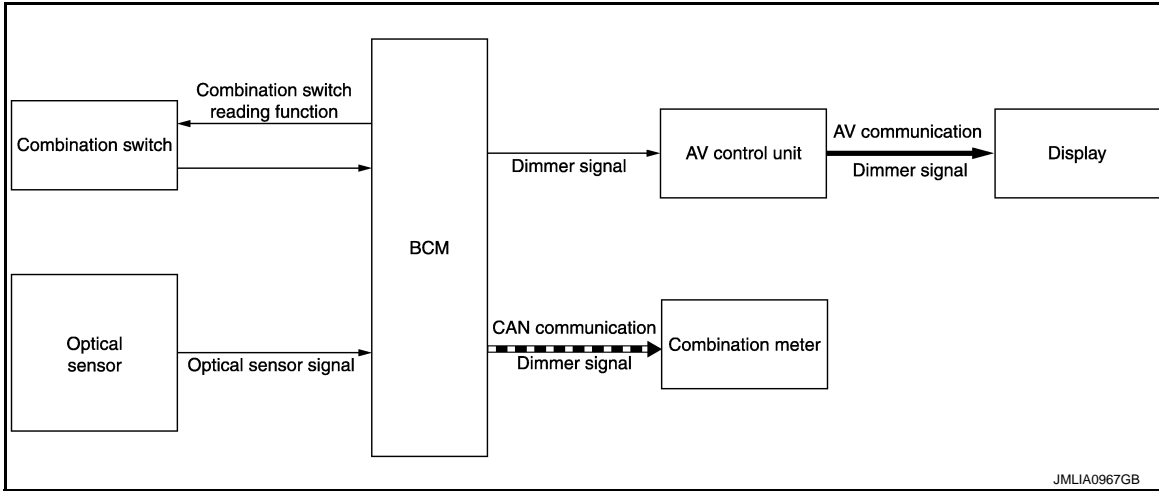 Combination switch
Combination switch
reading function
Optical
sensor
Optical sensor signal
BCM
Dimmer signal
AV control unit
AV communication
Dimmer signal
Display
CAN communication
Dimmer signal
Combination meter
JMLIA0967GB